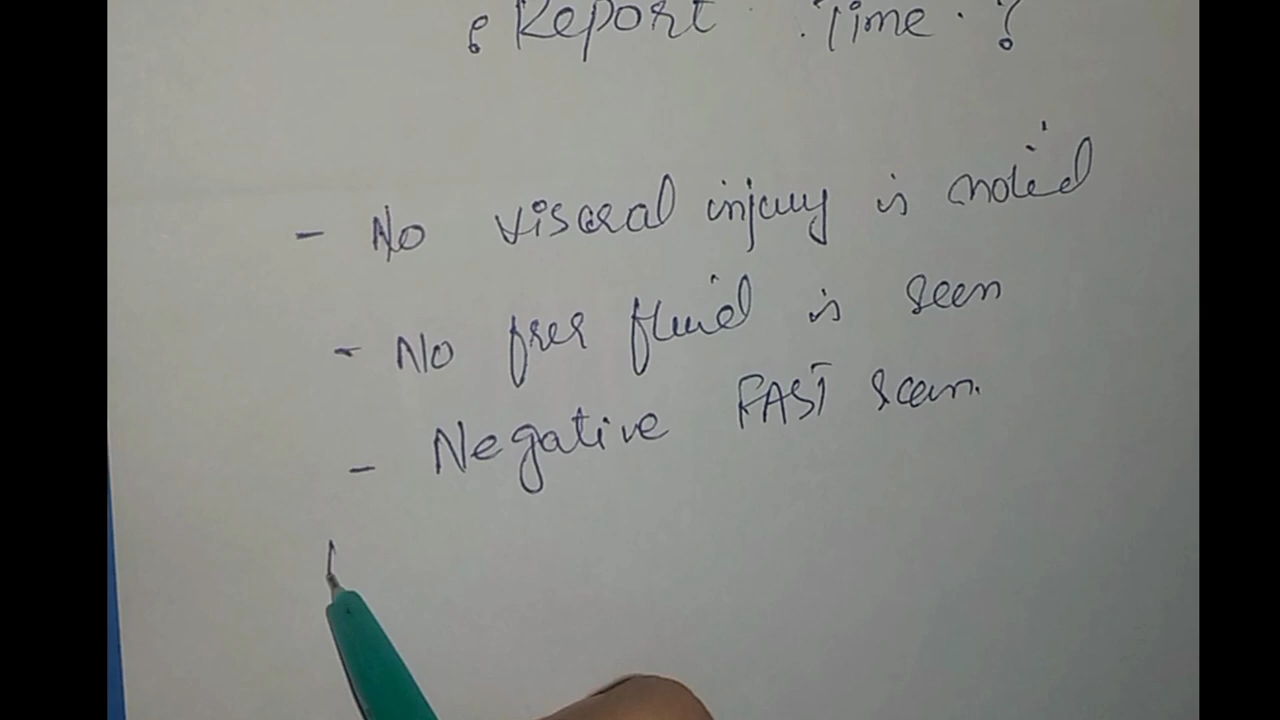 ? Report Time ?
- No visceral injury is noted
- No free fluid is seen
- Negative FAST scan.